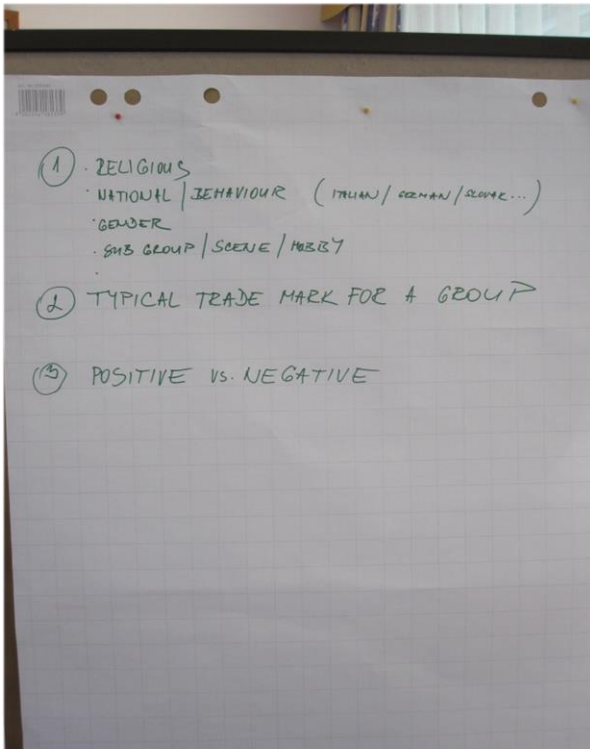 ① · RELIGIOUS
· NATIONAL / BEHAVIOUR (ITALIAN / GERMAN / SLOVAK...)
· GENDER
· SUB GROUP / SCENE / HOBBY
·
② TYPICAL TRADE MARK FOR A GROUP
③ POSITIVE VS. NEGATIVE